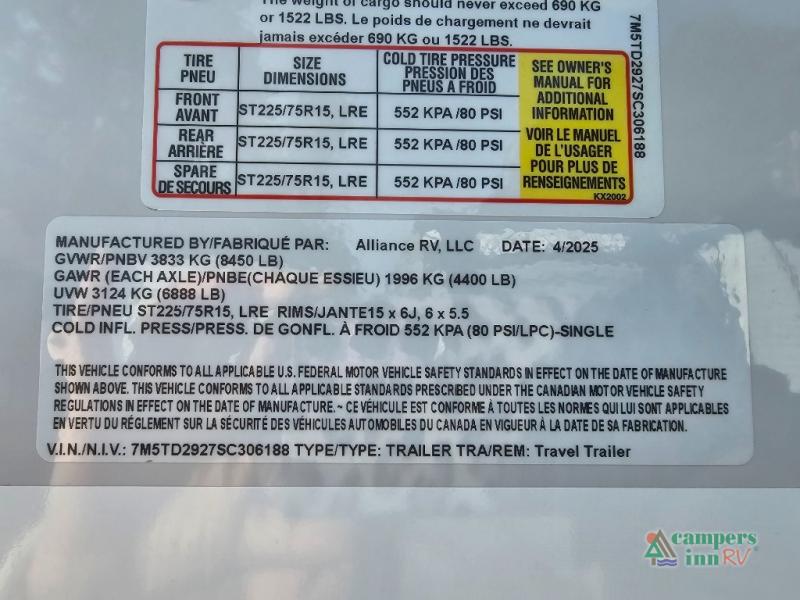 The weight of cargo should never exceed 690 KG
or 1522 LBS. Le poids de chargement ne devrait
jamais excéder 690 KG ou 1522 LBS.
TIRE
PNEU
SIZE
DIMENSIONS
COLD TIRE PRESSURE
PRESSION DES
PNEUS A FROID
FRONT
AVANT
ST225/75R15, LRE
552 KPA /80 PSI
REAR
ARRIÈRE
ST225/75R15, LRE
552 KPA /80 PSI
SPARE
DE SECOURS
ST225/75R15, LRE
552 KPA /80 PSI
SEE OWNER'S
MANUAL FOR
ADDITIONAL
INFORMATION
VOIR LE MANUEL
DE L'USAGER
POUR PLUS DE
RENSEIGNEMENTS
KX2002
7M5TD2927SC306188
MANUFACTURED BY/FABRIQUÉ PAR: Alliance RV, LLC DATE: 4/2025
GVWR/PNBV 3833 KG (8450 LB)
GAWR (EACH AXLE)/PNBE(CHAQUE ESSIEU) 1996 KG (4400 LB)
UVW 3124 KG (6888 LB)
TIRE/PNEU ST225/75R15, LRE RIMS/JANTE15 x 6J, 6 x 5.5
COLD INFL. PRESS/PRESS. DE GONFL. À FROID 552 KPA (80 PSI/LPC)-SINGLE
THIS VEHICLE CONFORMS TO ALL APPLICABLE U.S. FEDERAL MOTOR VEHICLE SAFETY STANDARDS IN EFFECT ON THE DATE OF MANUFACTURE
SHOWN ABOVE. THIS VEHICLE CONFORMS TO ALL APPLICABLE STANDARDS PRESCRIBED UNDER THE CANADIAN MOTOR VEHICLE SAFETY
REGULATIONS IN EFFECT ON THE DATE OF MANUFACTURE. ~ CE VÉHICULE EST CONFORME À TOUTES LES NORMES QUI LUI SONT APPLICABLES
EN VERTU DU RÈGLEMENT SUR LA SÉCURITÉ DES VÉHICULES AUTOMOBILES DU CANADA EN VIGUEUR À LA DATE DE SA FABRICATION.
V.I.N./N.I.V.: 7M5TD2927SC306188 TYPE/TYPE: TRAILER TRA/REM: Travel Trailer
campers
inn RV